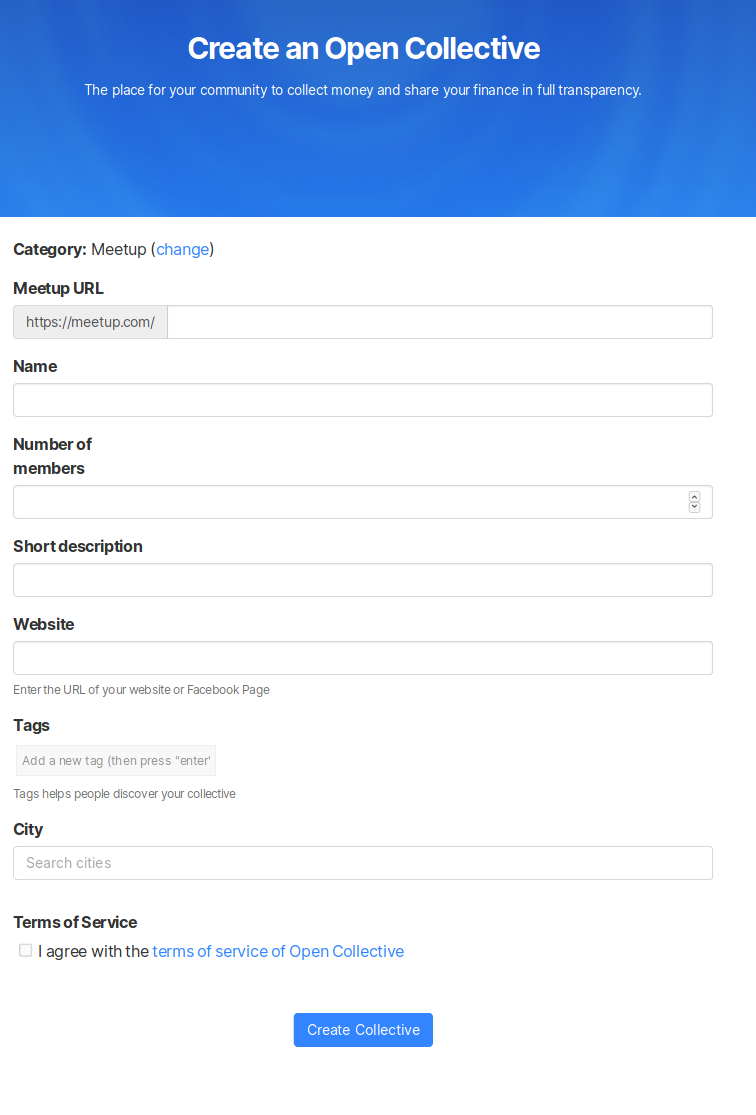 Create an Open Collective
The place for your community to collect money and share your finance in full transparency.
Category: Meetup (change)
Meetup URL
https://meetup.com/
Name
Number of
members
Short description
Website
Enter the URL of your website or Facebook Page
Tags
Add a new tag (then press "enter"
Tags helps people discover your collective
City
Search cities
Terms of Service
I agree with the terms of service of Open Collective
Create Collective